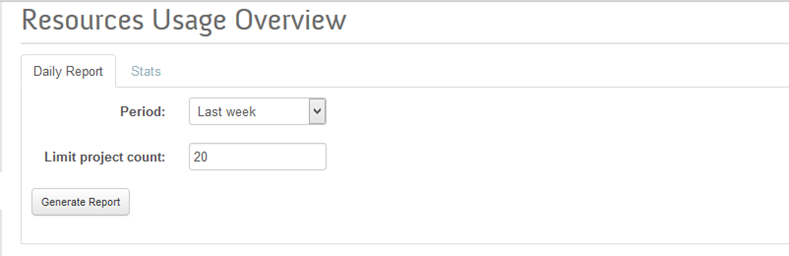 Resources Usage Overview
Daily Report Stats
Period: Last week
Limit project count: 20
Generate Report